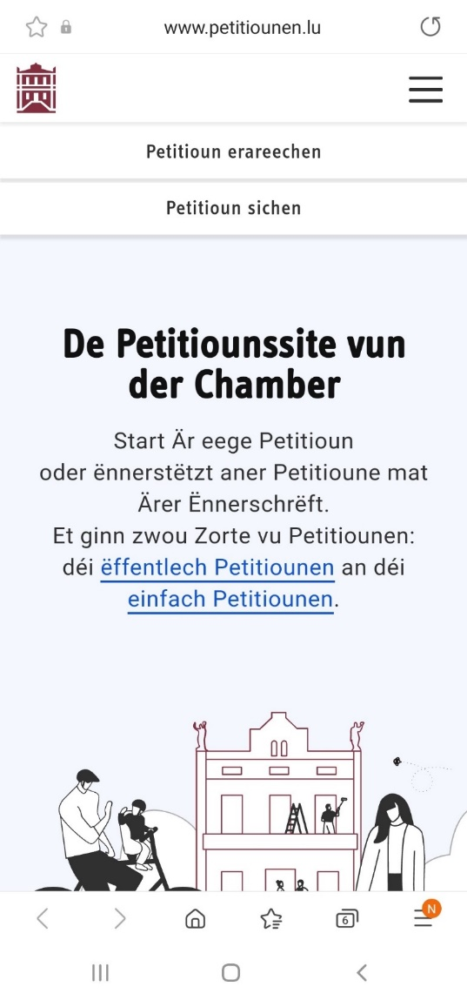 www.petitiounen.lu
Petitioun erareechen
Petitioun sichen
De Petitiounssite vun
der Chamber
Start Är eege Petitioun
oder ënnerstëtzt aner Petitioune mat
Ärer Ënnerschrëft.
Et ginn zwou Zorte vu Petitiounen:
déi ëffentlech Petitiounen an déi
einfach Petitiounen.
6
N